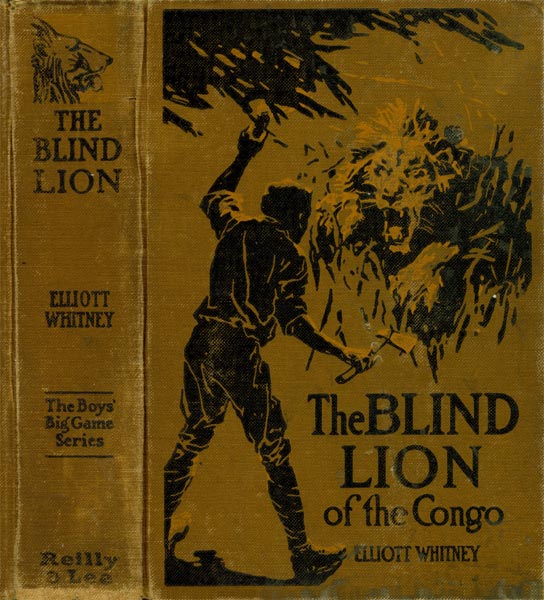 THE
BLIND
LION
ELLIOTT
WHITNEY
The Boys'
Big Game
Series
Reilly
& Lee
The BLIND
LION
of the Congo
ELLIOTT WHITNEY